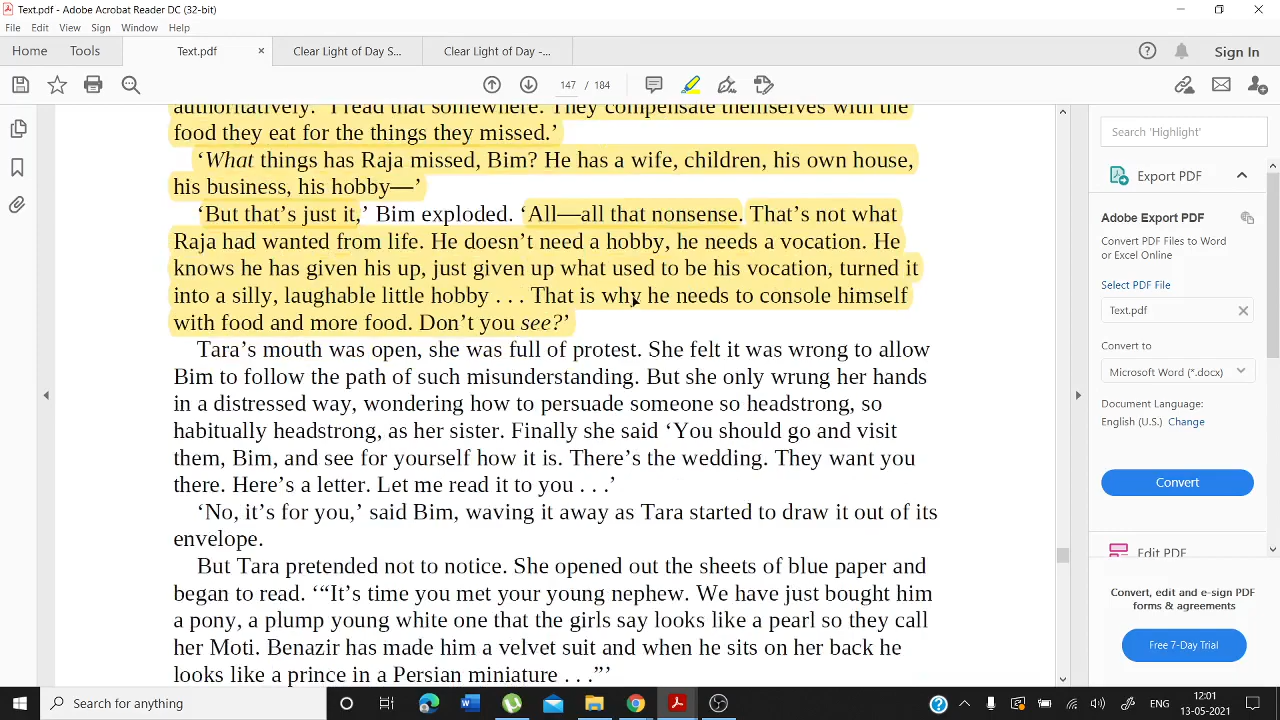 Text.pdf - Adobe Acrobat Reader DC (32-bit)
File Edit View Sign Window Help
Home Tools Text.pdf × Clear Light of Day S... Clear Light of Day -... Sign In
147 / 184
authoritatively. ‘I read that somewhere. They compensate themselves with the
food they eat for the things they missed.’
‘What things has Raja missed, Bim? He has a wife, children, his own house,
his business, his hobby—’
‘But that’s just it,’ Bim exploded. ‘All—all that nonsense. That’s not what
Raja had wanted from life. He doesn’t need a hobby, he needs a vocation. He
knows he has given his up, just given up what used to be his vocation, turned it
into a silly, laughable little hobby . . . That is why he needs to console himself
with food and more food. Don’t you see?’
Tara’s mouth was open, she was full of protest. She felt it was wrong to allow
Bim to follow the path of such misunderstanding. But she only wrung her hands
in a distressed way, wondering how to persuade someone so headstrong, so
habitually headstrong, as her sister. Finally she said ‘You should go and visit
them, Bim, and see for yourself how it is. There’s the wedding. They want you
there. Here’s a letter. Let me read it to you . . .’
‘No, it’s for you,’ said Bim, waving it away as Tara started to draw it out of its
envelope.
But Tara pretended not to notice. She opened out the sheets of blue paper and
began to read. ‘“It’s time you met your young nephew. We have just bought him
a pony, a plump young white one that the girls say looks like a pearl so they call
her Moti. Benazir has made him a velvet suit and when he sits on her back he
looks like a prince in a Persian miniature . . .”’
Search 'Highlight'
Export PDF
Adobe Export PDF
Convert PDF Files to Word
or Excel Online
Select PDF File
Text.pdf
Convert to
Microsoft Word (*.docx)
Document Language:
English (U.S.) Change
Convert
Edit PDF
Convert, edit and e-sign PDF
forms & agreements
Free 7-Day Trial
Search for anything
ENG
12:01
13-05-2021